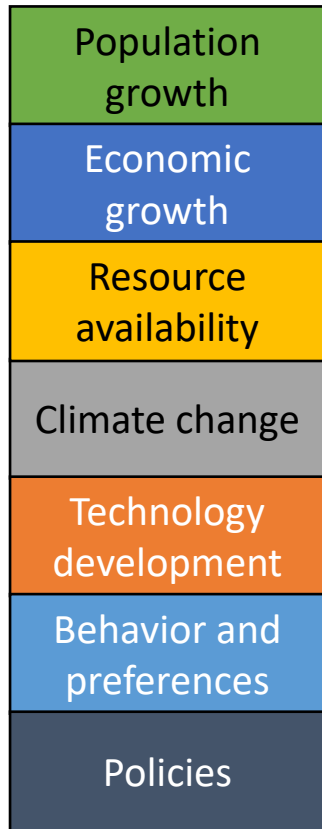 Population
growth
Economic
growth
Resource
availability
Climate change
Technology
development
Behavior and
preferences
Policies